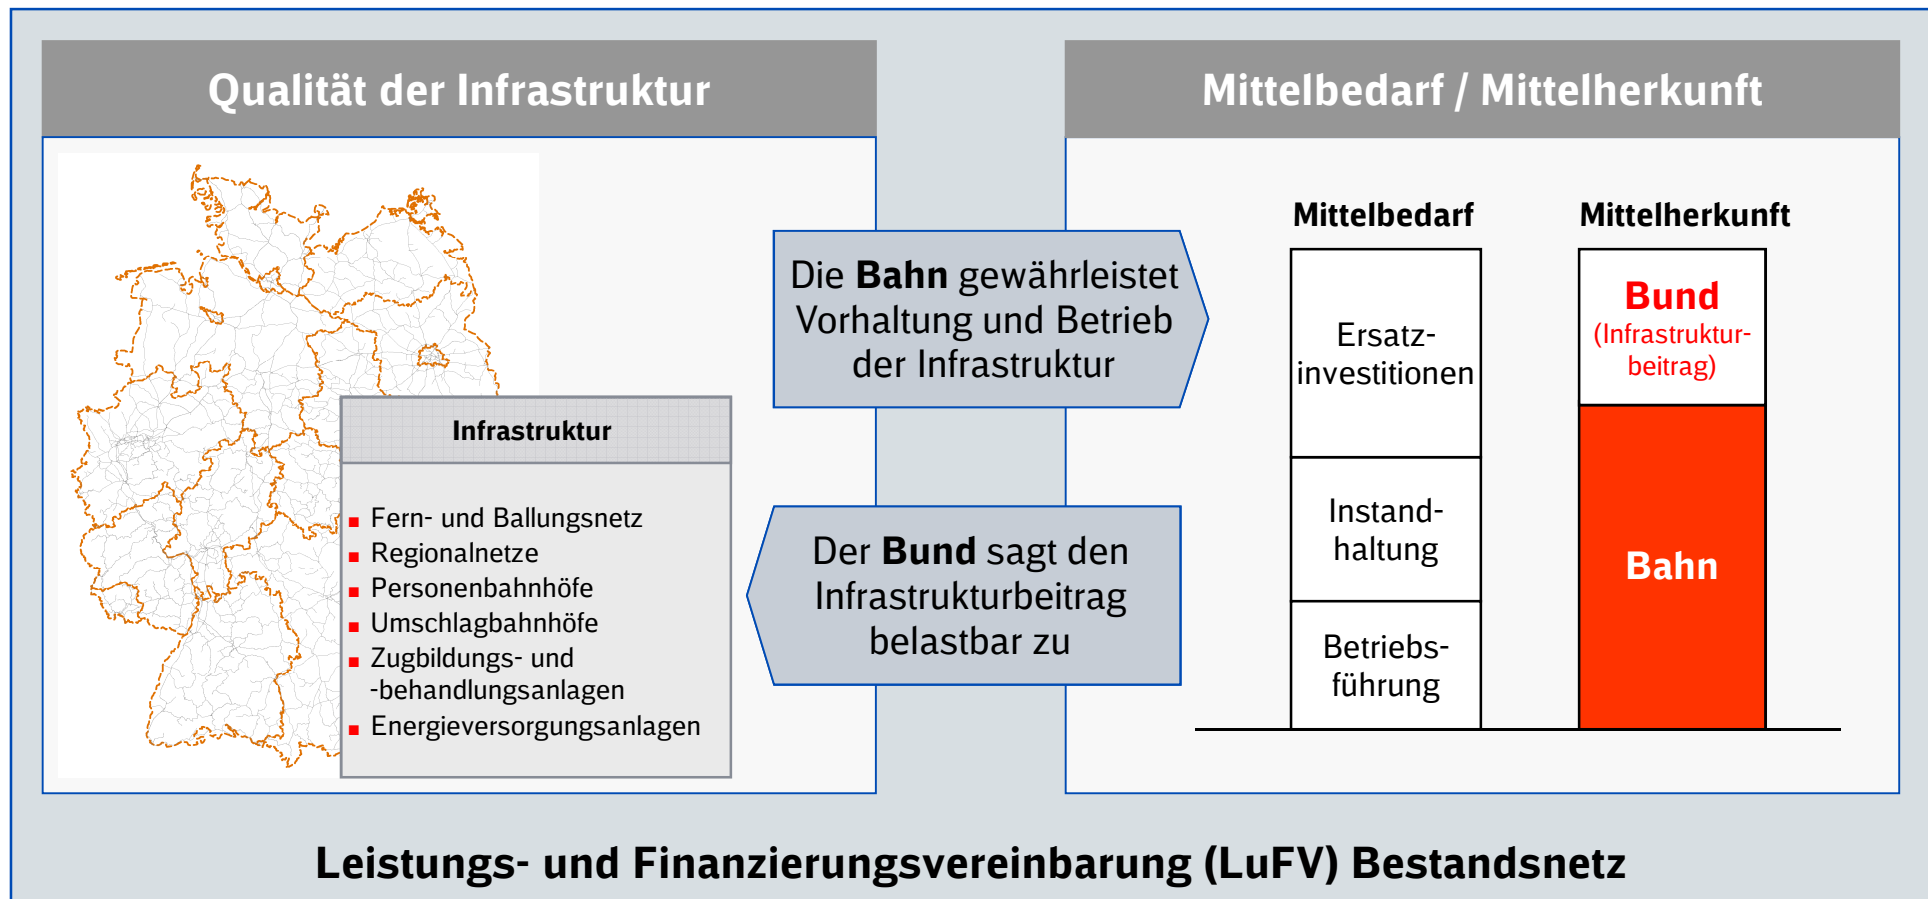 Qualität der Infrastruktur
Infrastruktur
Fern- und Ballungsnetz
Regionalnetze
Personenbahnhöfe
Umschlagbahnhöfe
Zugbildungs- und
-behandlungsanlagen
Energieversorgungsanlagen
Die Bahn gewährleistet
Vorhaltung und Betrieb
der Infrastruktur
Der Bund sagt den
Infrastrukturbeitrag
belastbar zu
Mittelbedarf / Mittelherkunft
Mittelbedarf
Ersatz-
investitionen
Instand-
haltung
Betriebs-
führung
Mittelherkunft
Bund
(Infrastruktur-
beitrag)
Bahn
Leistungs- und Finanzierungsvereinbarung (LuFV) Bestandsnetz